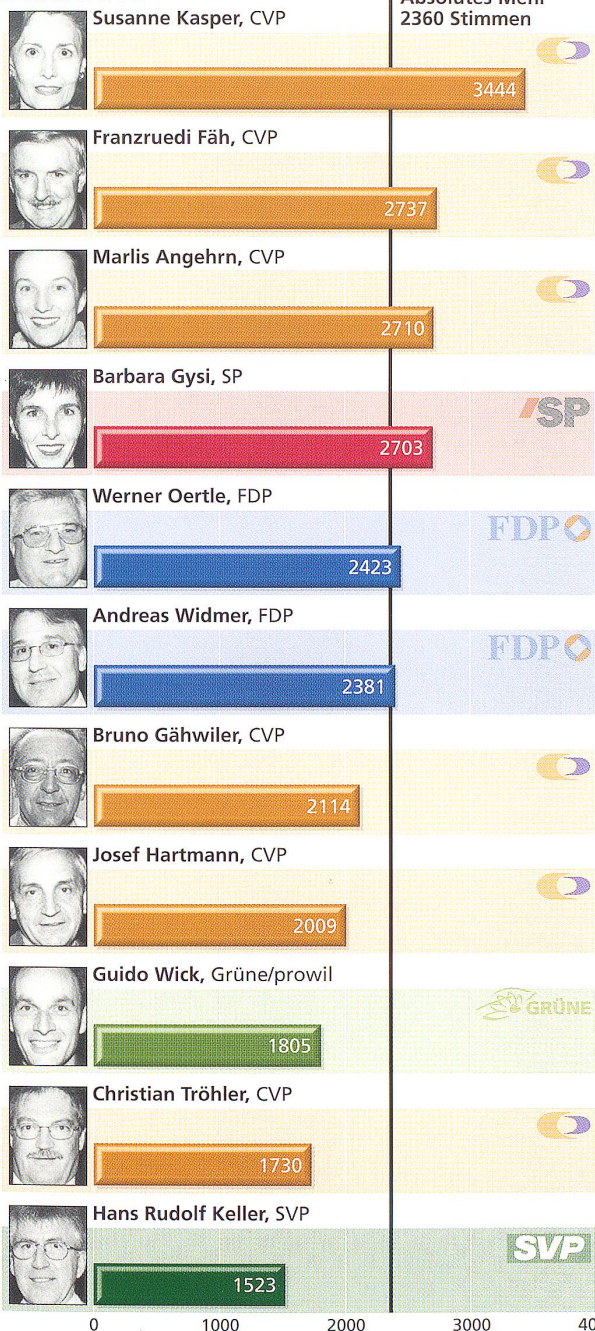 Absolutes Mehr
2360 Stimmen
Susanne Kasper, CVP
3444
Franzruedi Fäh, CVP
2737
Marlis Angehrn, CVP
2710
Barbara Gysi, SP
SP
2703
Werner Oertle, FDP
FDP
2423
Andreas Widmer, FDP
FDP
2381
Bruno Gähwiler, CVP
2114
Josef Hartmann, CVP
2009
Guido Wick, Grüne/prowil
GRÜNE
1805
Christian Tröhler, CVP
1730
Hans Rudolf Keller, SVP
SVP
1523
0 1000 2000 3000 40